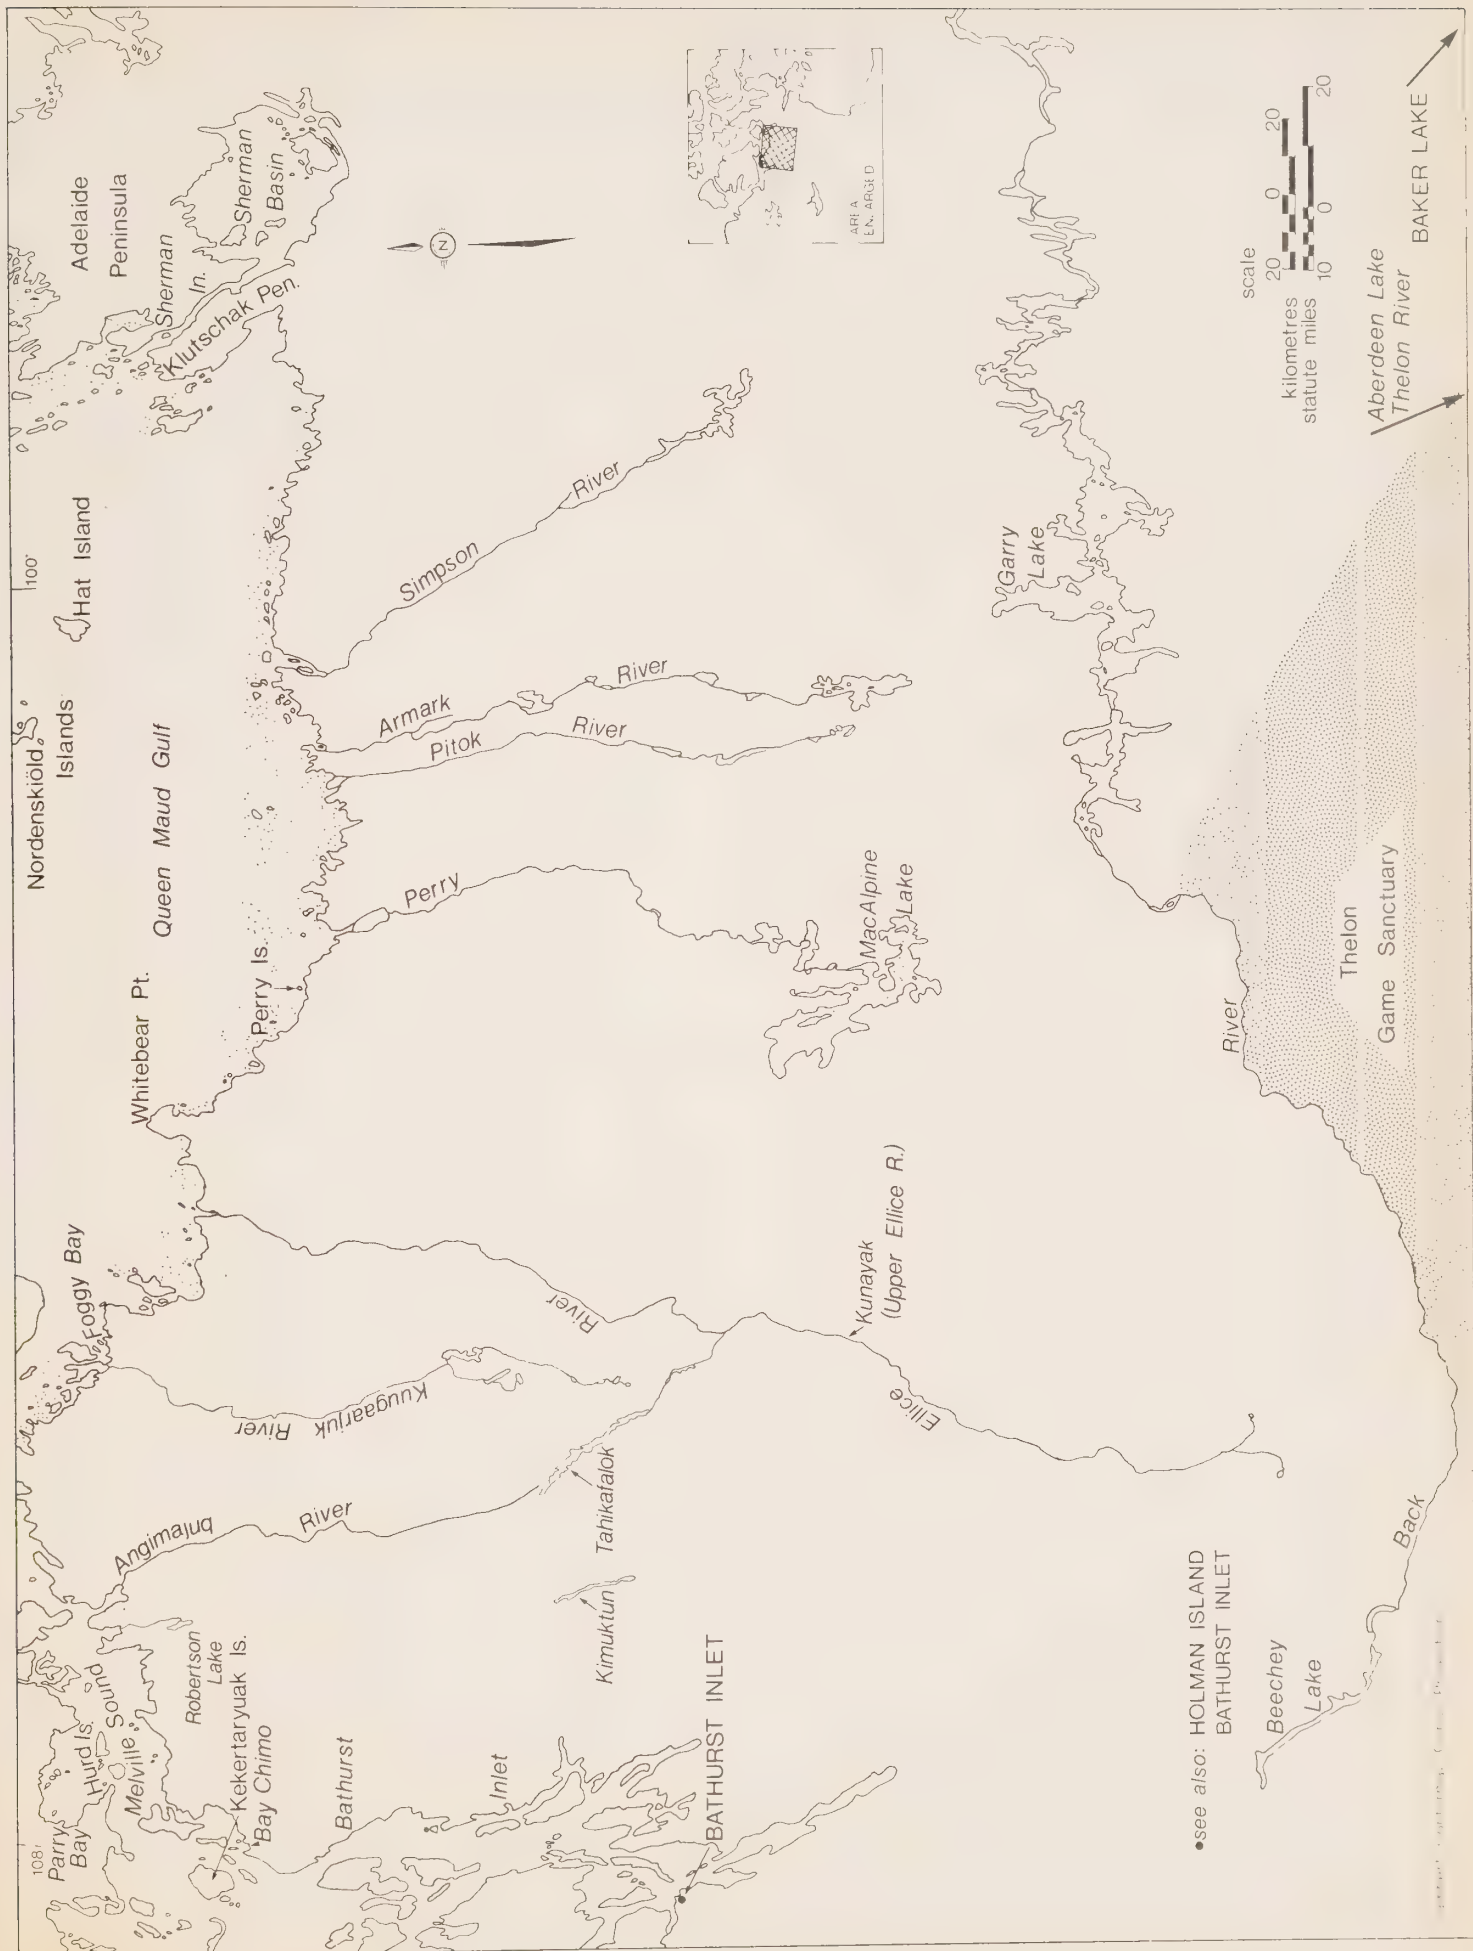 108°
100°
Parry
Bay
Hurd Is.
Melville Sound
Foggy Bay
Nordenskiöld
Islands
Hat Island
Adelaide
Peninsula
Sherman
In.
Sherman
Basin
Klutschak Pen.
Whitebear Pt.
Queen Maud Gulf
Perry Is.
Robertson
Lake
Kekertaryuak Is.
Bay Chimo
Angimajuq
River
Kuugaarjuk
River
Bathurst
Inlet
BATHURST INLET
Kimuktun
Tahikafalok
River
Ellice
Kunayak
(Upper Ellice R.)
Perry
MacAlpine
Lake
Pitok
River
Armark
River
Simpson
River
Garry
Lake
AREA
ENLARGED
N
scale
20 0 20
kilometres
statute miles
10 0 20
Aberdeen Lake
Thelon River
BAKER LAKE
Thelon
Game Sanctuary
River
Back
Beechey
Lake
•see also: HOLMAN ISLAND
BATHURST INLET